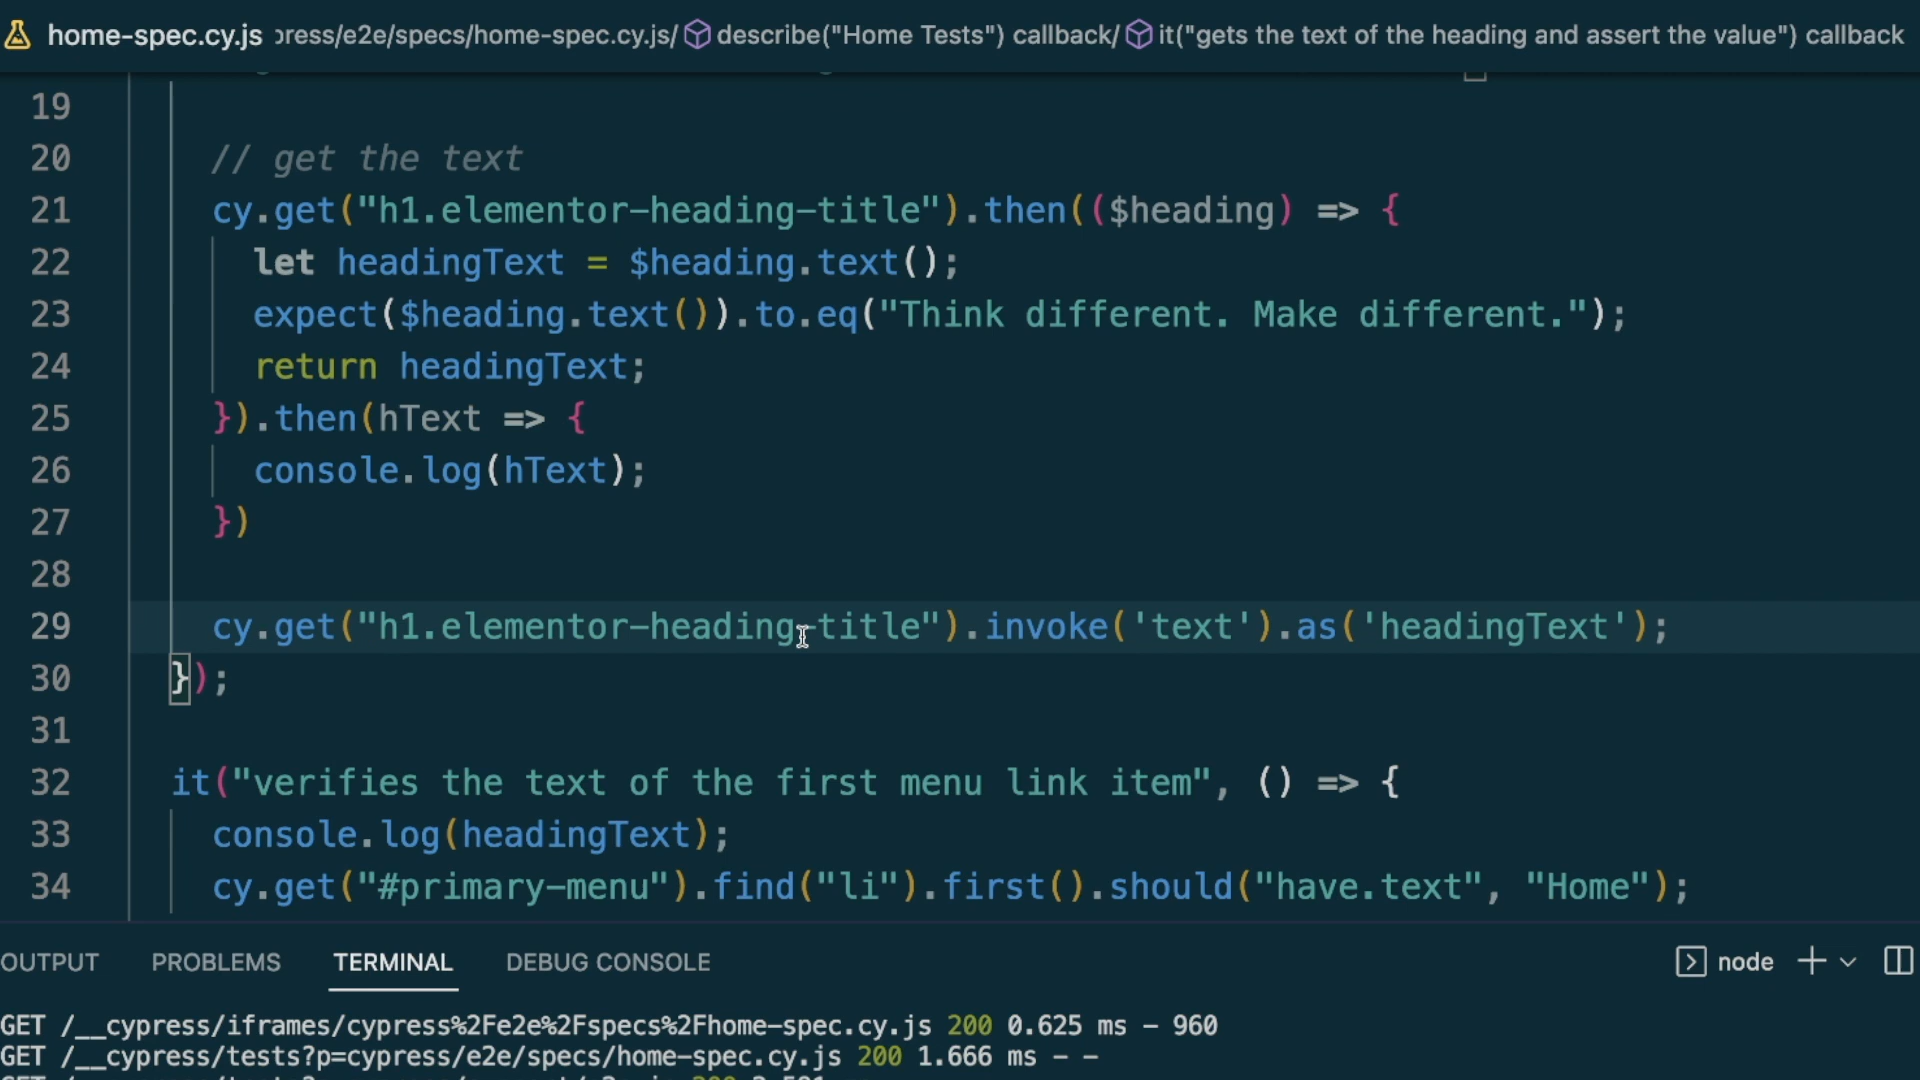 home-spec.cy.js press/e2e/specs/home-spec.cy.js/ describe("Home Tests") callback/ it("gets the text of the heading and assert the value") callback
19
20 // get the text
21 cy.get("h1.elementor-heading-title").then(($heading) => {
22 let headingText = $heading.text();
23 expect($heading.text()).to.eq("Think different. Make different.");
24 return headingText;
25 }).then(hText => {
26 console.log(hText);
27 })
28
29 cy.get("h1.elementor-heading-title").invoke('text').as('headingText');
30 });
31
32 it("verifies the text of the first menu link item", () => {
33 console.log(headingText);
34 cy.get("#primary-menu").find("li").first().should("have.text", "Home");
OUTPUT PROBLEMS TERMINAL DEBUG CONSOLE node
GET /__cypress/iframes/cypress%2Fe2e%2Fspecs%2Fhome-spec.cy.js 200 0.625 ms - 960
GET /__cypress/tests?p=cypress/e2e/specs/home-spec.cy.js 200 1.666 ms - -